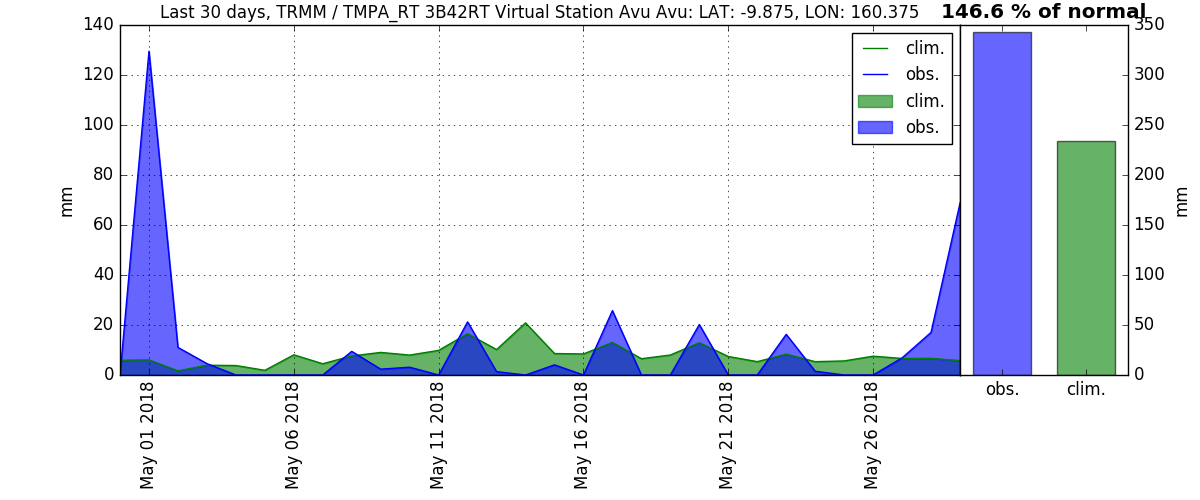 Last 30 days, TRMM / TMPA_RT 3B42RT Virtual Station Avu Avu: LAT: -9.875, LON: 160.375
146.6 % of normal
140
120
100
80
60
40
20
0
mm
clim.
obs.
clim.
obs.
350
300
250
200
150
100
50
0
mm
May 01 2018
May 06 2018
May 11 2018
May 16 2018
May 21 2018
May 26 2018
obs.
clim.